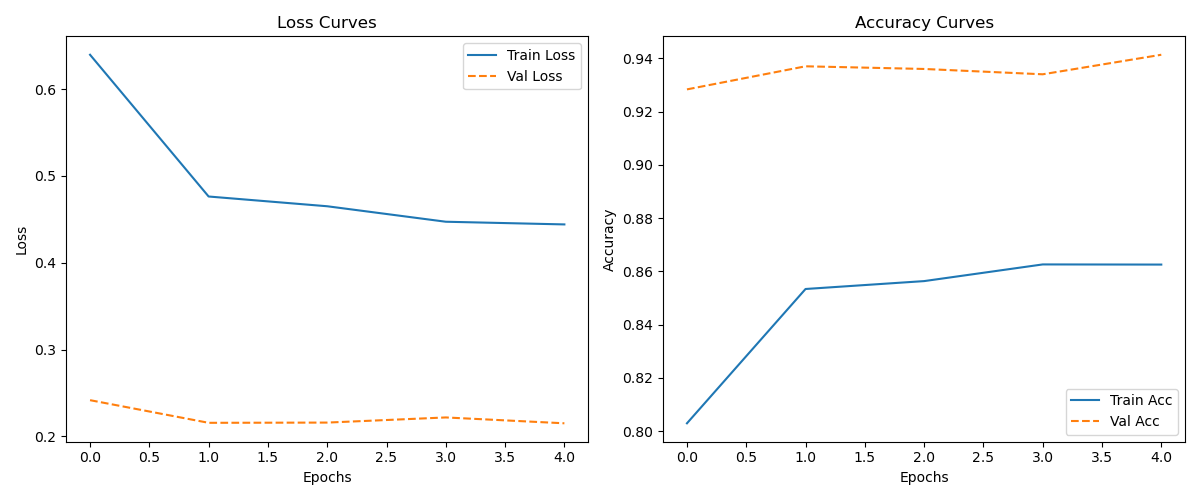 Loss Curves
Train Loss
Val Loss
0.6
0.5
0.4
0.3
0.2
Loss
0.0 0.5 1.0 1.5 2.0 2.5 3.0 3.5 4.0
Epochs
Accuracy Curves
0.94
0.92
0.90
0.88
0.86
0.84
0.82
0.80
Accuracy
Train Acc
Val Acc
0.0 0.5 1.0 1.5 2.0 2.5 3.0 3.5 4.0
Epochs